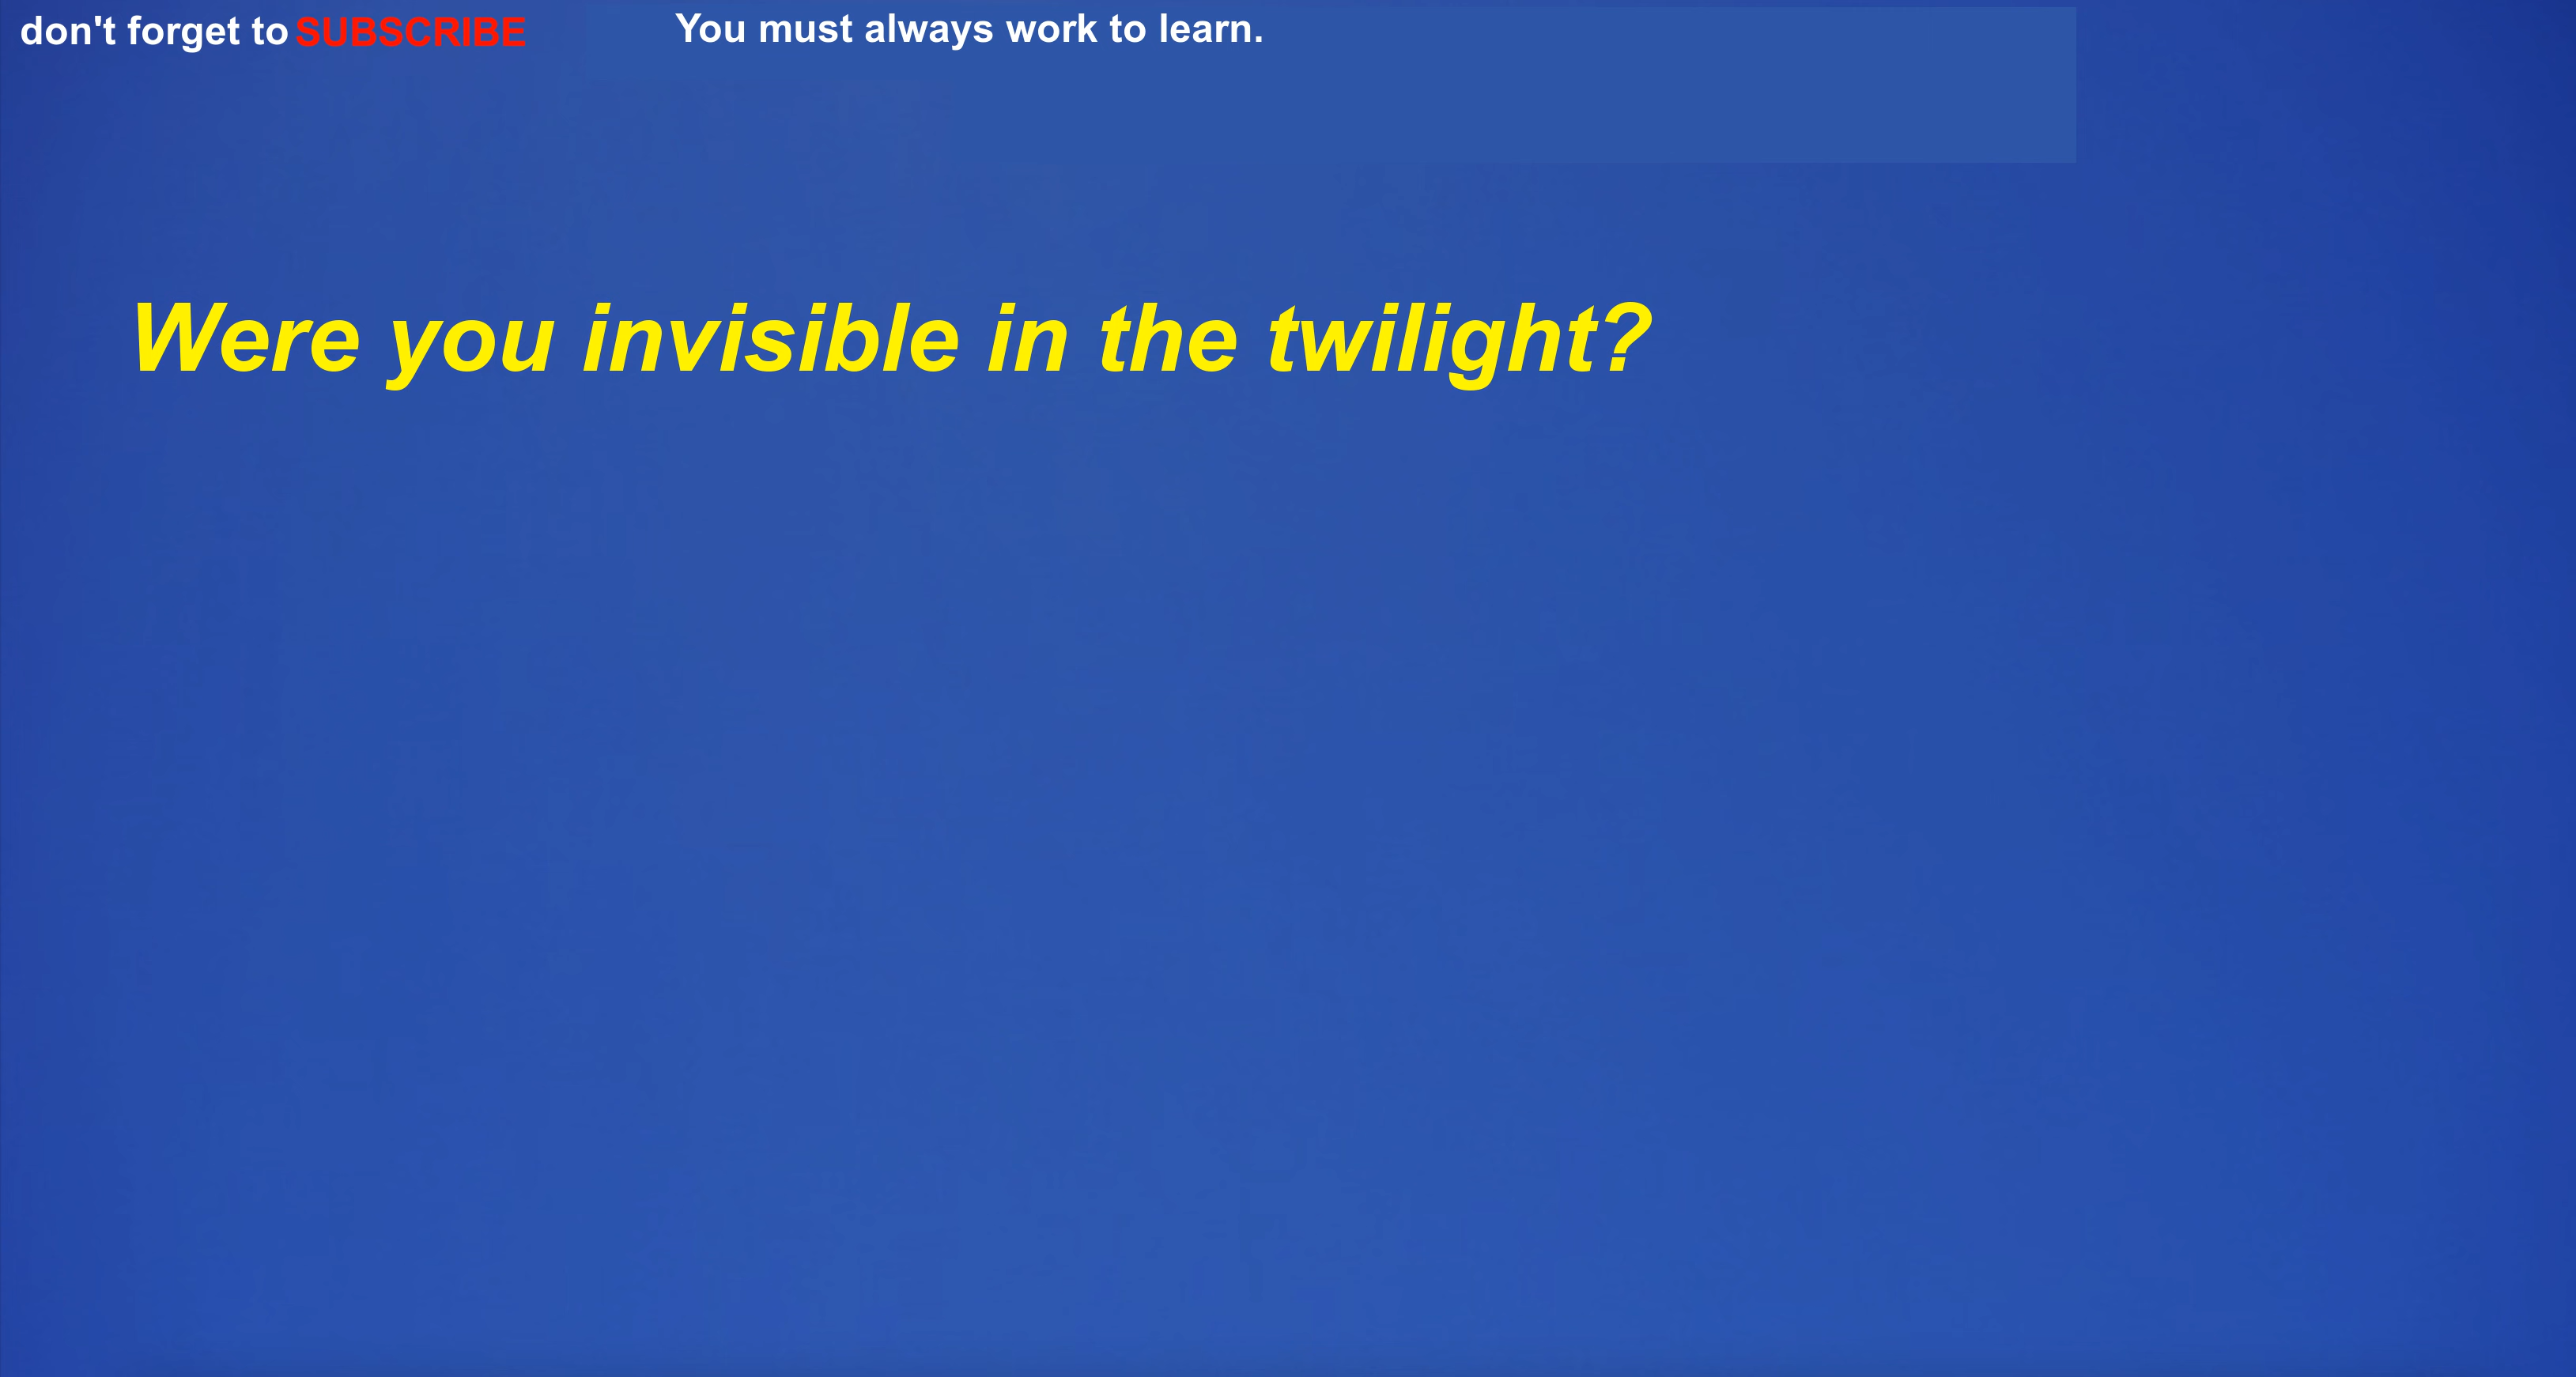 don't forget to SUBSCRIBE
You must always work to learn.
Were you invisible in the twilight?